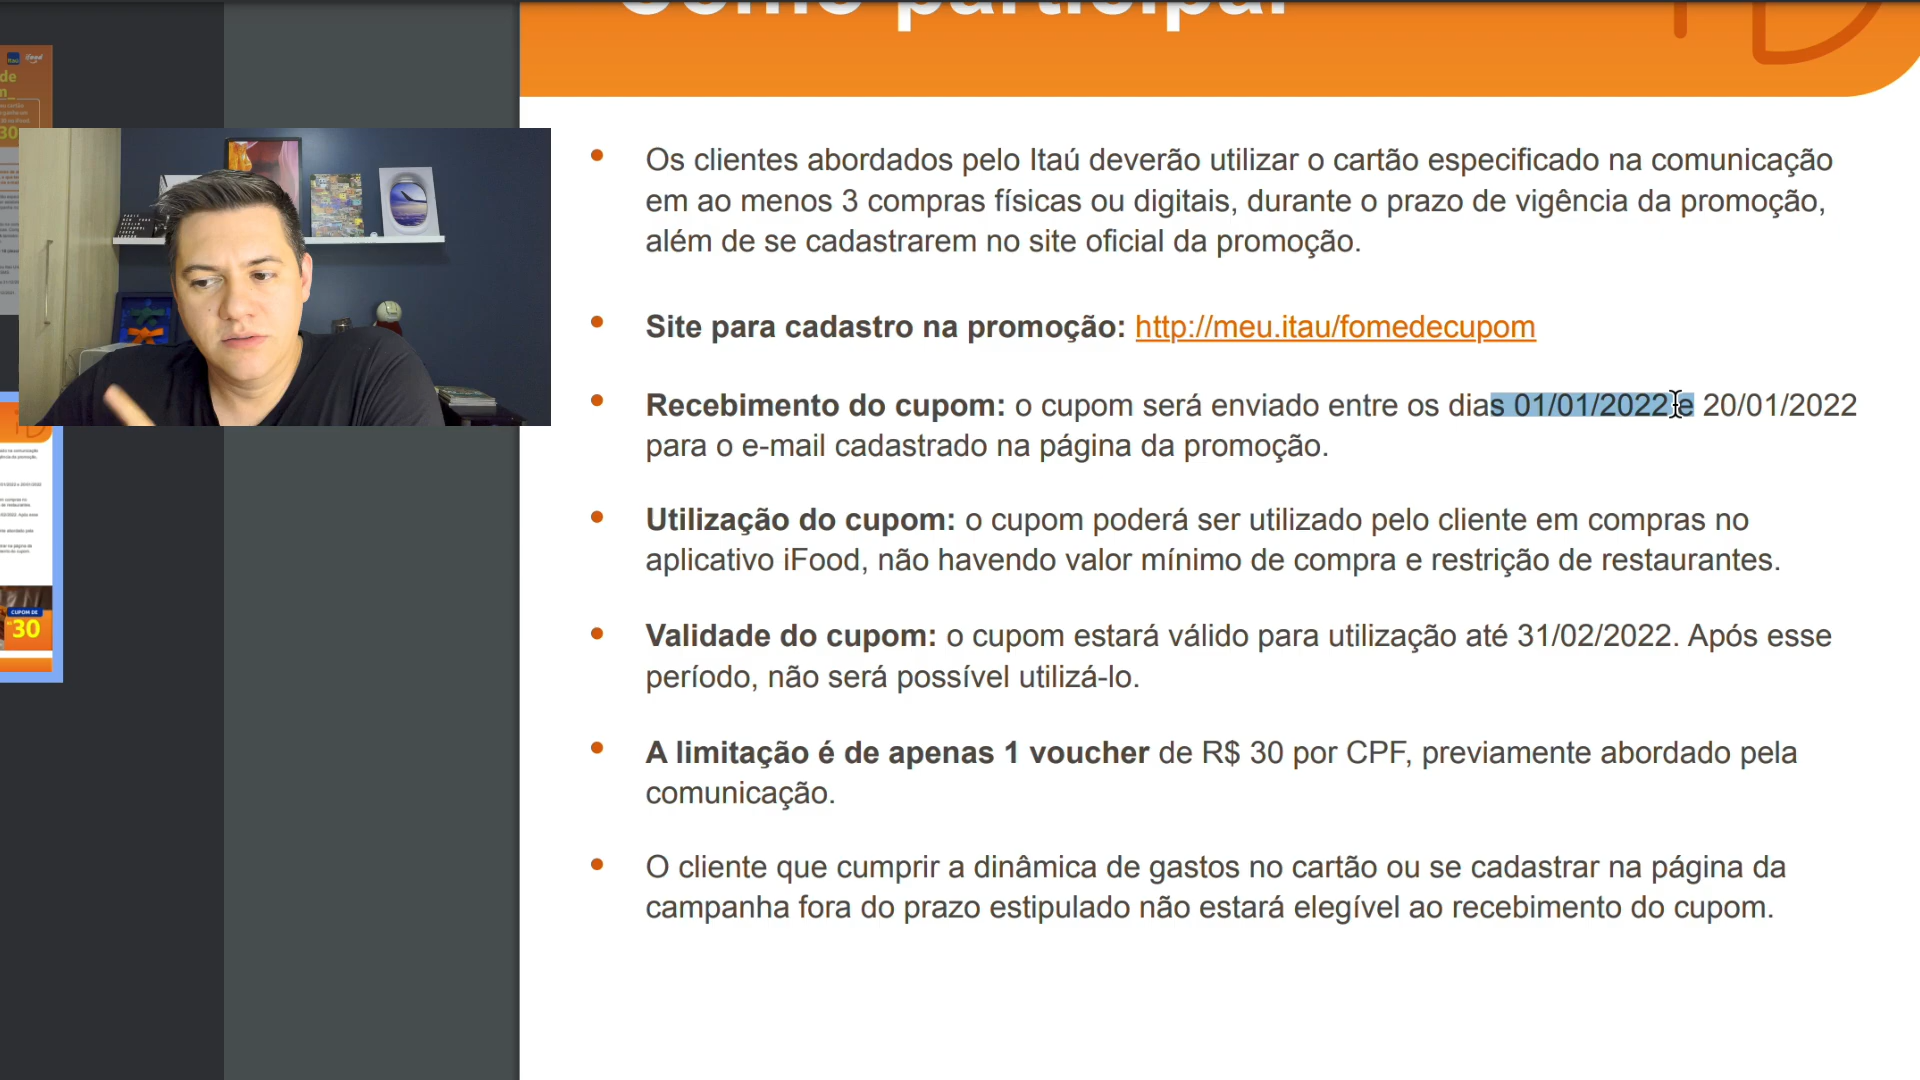 Como participar
Os clientes abordados pelo Itaú deverão utilizar o cartão especificado na comunicação
em ao menos 3 compras físicas ou digitais, durante o prazo de vigência da promoção,
além de se cadastrarem no site oficial da promoção.
Site para cadastro na promoção: http://meu.itau/fomedecupom
Recebimento do cupom: o cupom será enviado entre os dias 01/01/2022 e 20/01/2022
para o e-mail cadastrado na página da promoção.
Utilização do cupom: o cupom poderá ser utilizado pelo cliente em compras no
aplicativo iFood, não havendo valor mínimo de compra e restrição de restaurantes.
Validade do cupom: o cupom estará válido para utilização até 31/02/2022. Após esse
período, não será possível utilizá-lo.
A limitação é de apenas 1 voucher de R$ 30 por CPF, previamente abordado pela
comunicação.
O cliente que cumprir a dinâmica de gastos no cartão ou se cadastrar na página da
campanha fora do prazo estipulado não estará elegível ao recebimento do cupom.
de
30
CUPOM DE
30